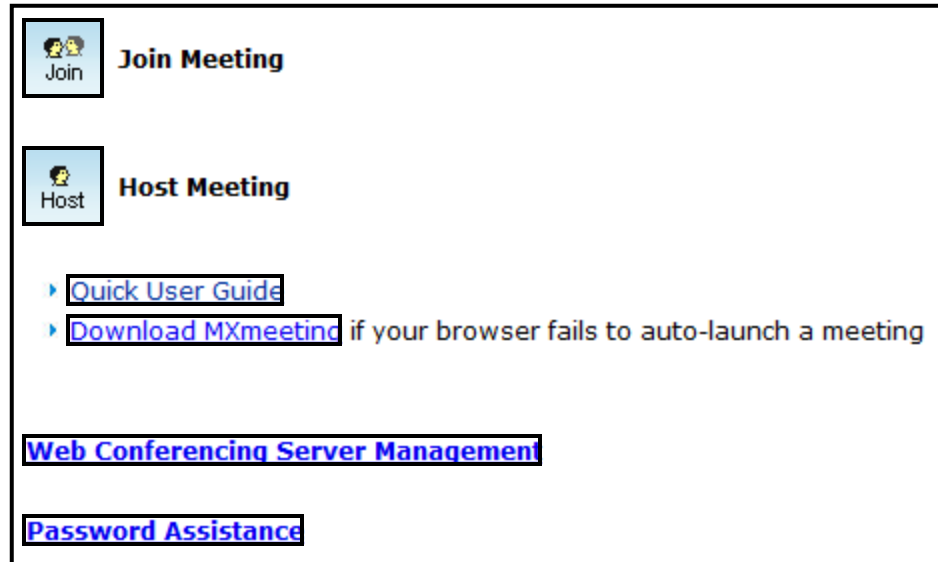 Join
Join Meeting
Host
Host Meeting
Quick User Guide
Download MXmeeting if your browser fails to auto-launch a meeting
Web Conferencing Server Management
Password Assistance